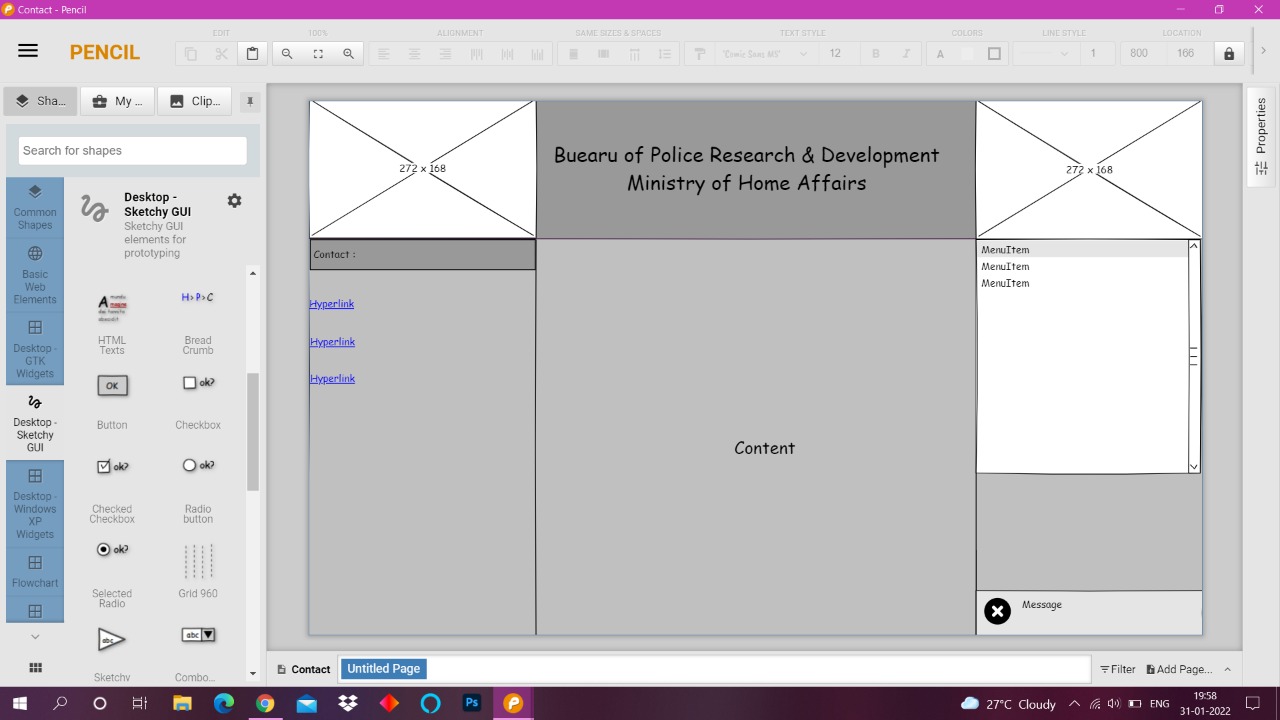 Contact - Pencil
PENCIL
EDIT
100%
ALIGNMENT
SAME SIZES & SPACES
TEXT STYLE
COLORS
LINE STYLE
LOCATION
"Comic Sans MS"
12
B
I
A
1
800
166
Sha...
My ...
Clip...
Search for shapes
Common Shapes
Basic Web Elements
Desktop - GTK Widgets
Desktop - Sketchy GUI
Desktop - Windows XP Widgets
Flowchart
Desktop - Sketchy GUI
Sketchy GUI elements for prototyping
HTML Texts
H > P > C
Bread Crumb
OK
Button
ok?
Checkbox
ok?
Checked Checkbox
ok?
Radio button
ok?
Selected Radio
Grid 960
abc
Sketchy
abc
Combo...
272 x 168
Buearu of Police Research & Development
Ministry of Home Affairs
272 x 168
Contact :
Hyperlink
Hyperlink
Hyperlink
Content
MenuItem
MenuItem
MenuItem
Message
Properties
Contact
Untitled Page
Filter
Add Page...
Ps
27°C Cloudy
ENG
19:58
31-01-2022